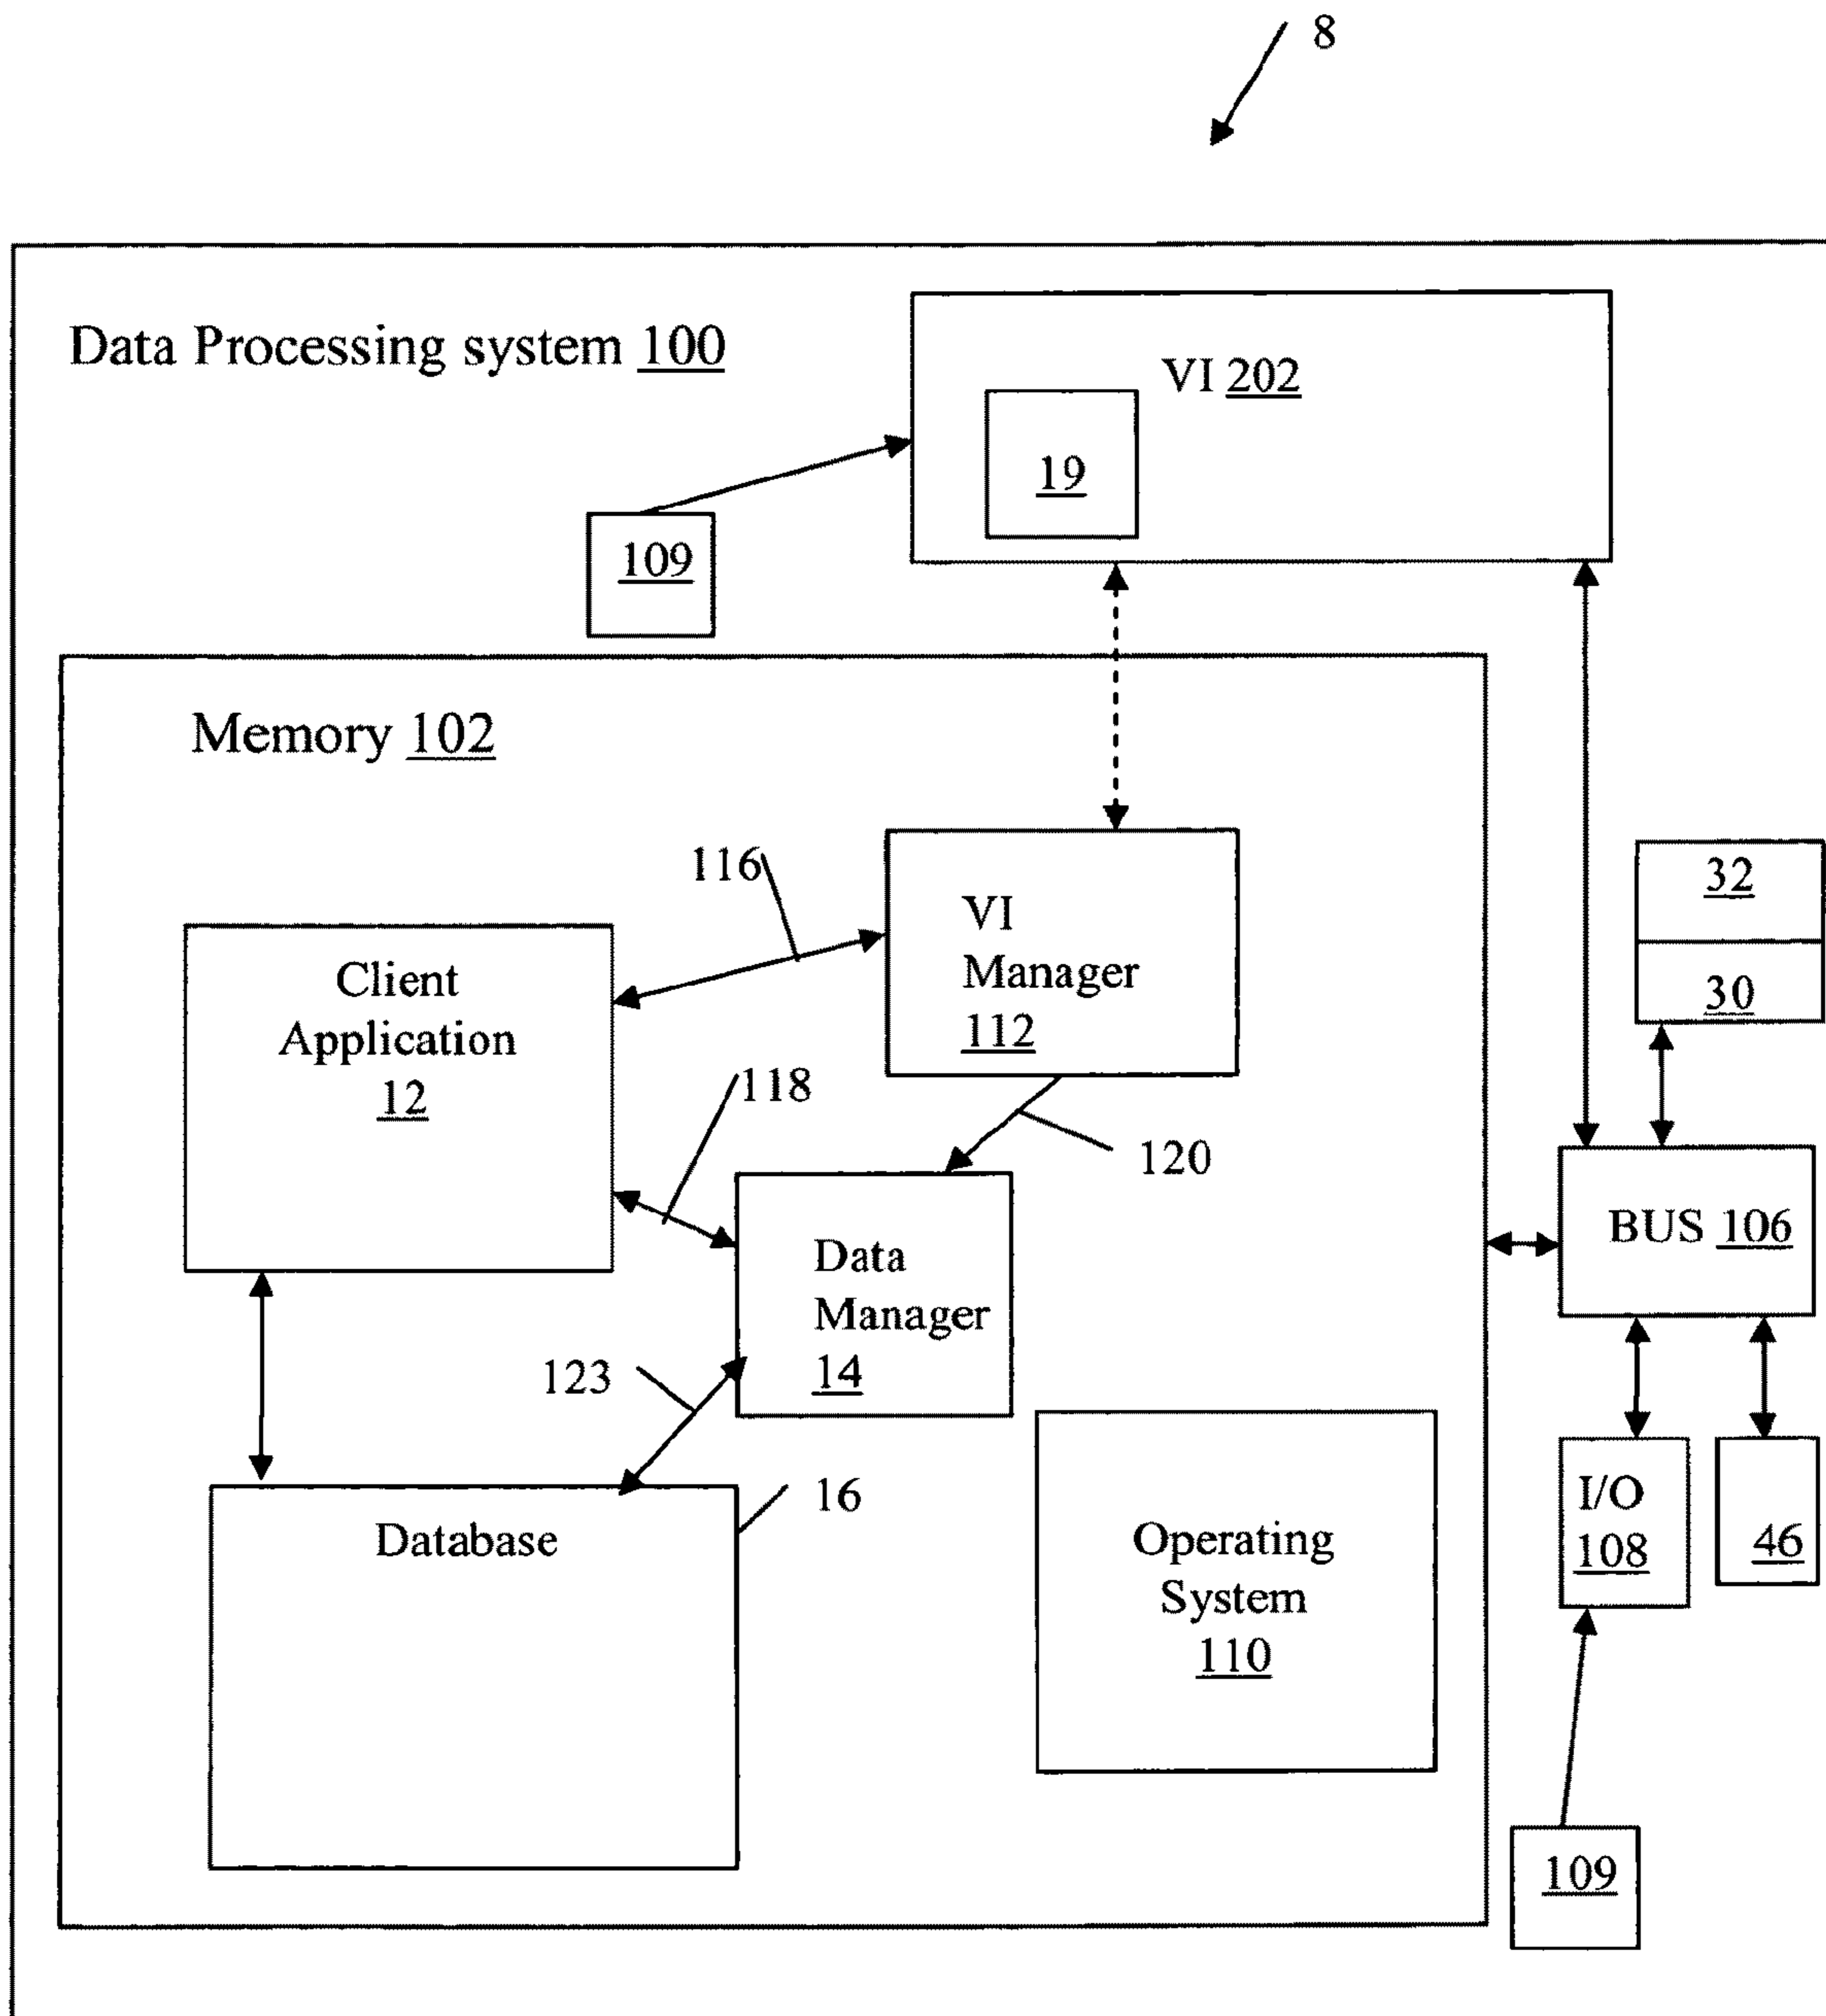 8
Data Processing system 100
VI 202
19
109
Memory 102
116
VI
Manager
112
32
30
Client
Application
12
118
120
BUS 106
Data
Manager
14
123
16
I/O
108
46
Database
Operating
System
110
109